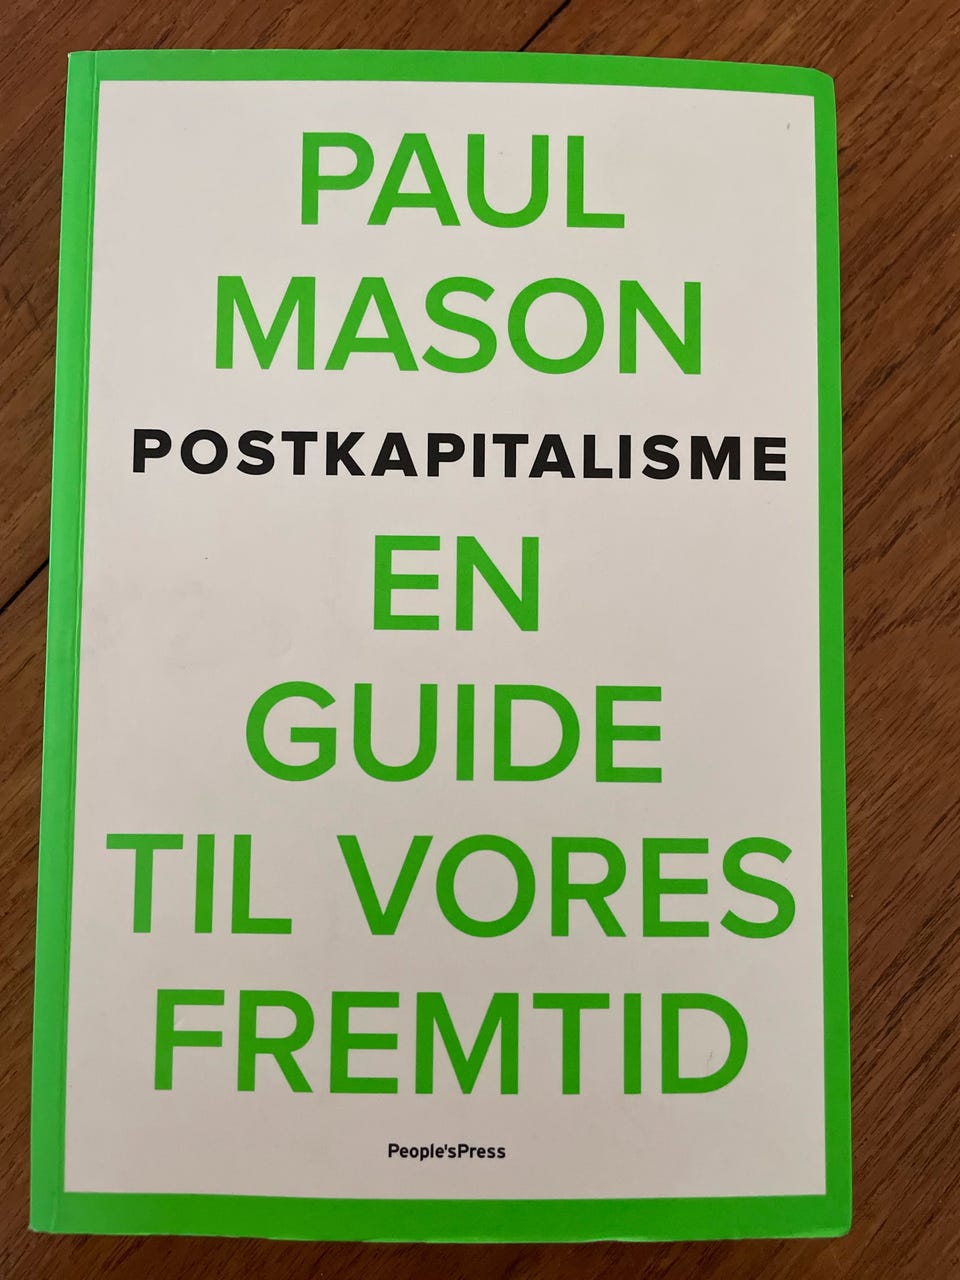 PAUL
MASON
POSTKAPITALISME
EN
GUIDE
TIL VORES
FREMTID
People'sPress